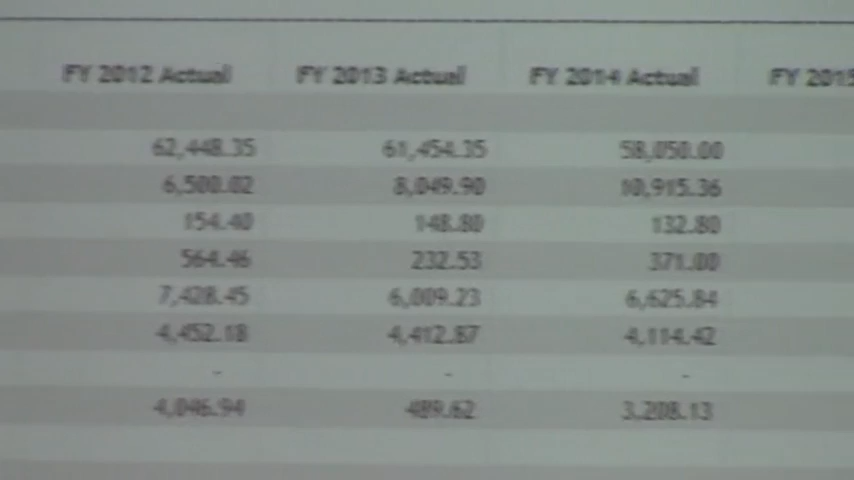 FY 2012 Actual FY 2013 Actual FY 2014 Actual FY 2015
62,448.35 61,454.35 58,050.00
6,500.02 8,049.90 10,915.36
154.40 148.80 132.80
564.46 232.53 371.00
7,428.45 6,009.23 6,625.84
4,452.18 4,412.87 4,114.42
- - -
4,046.94 489.62 3,208.13